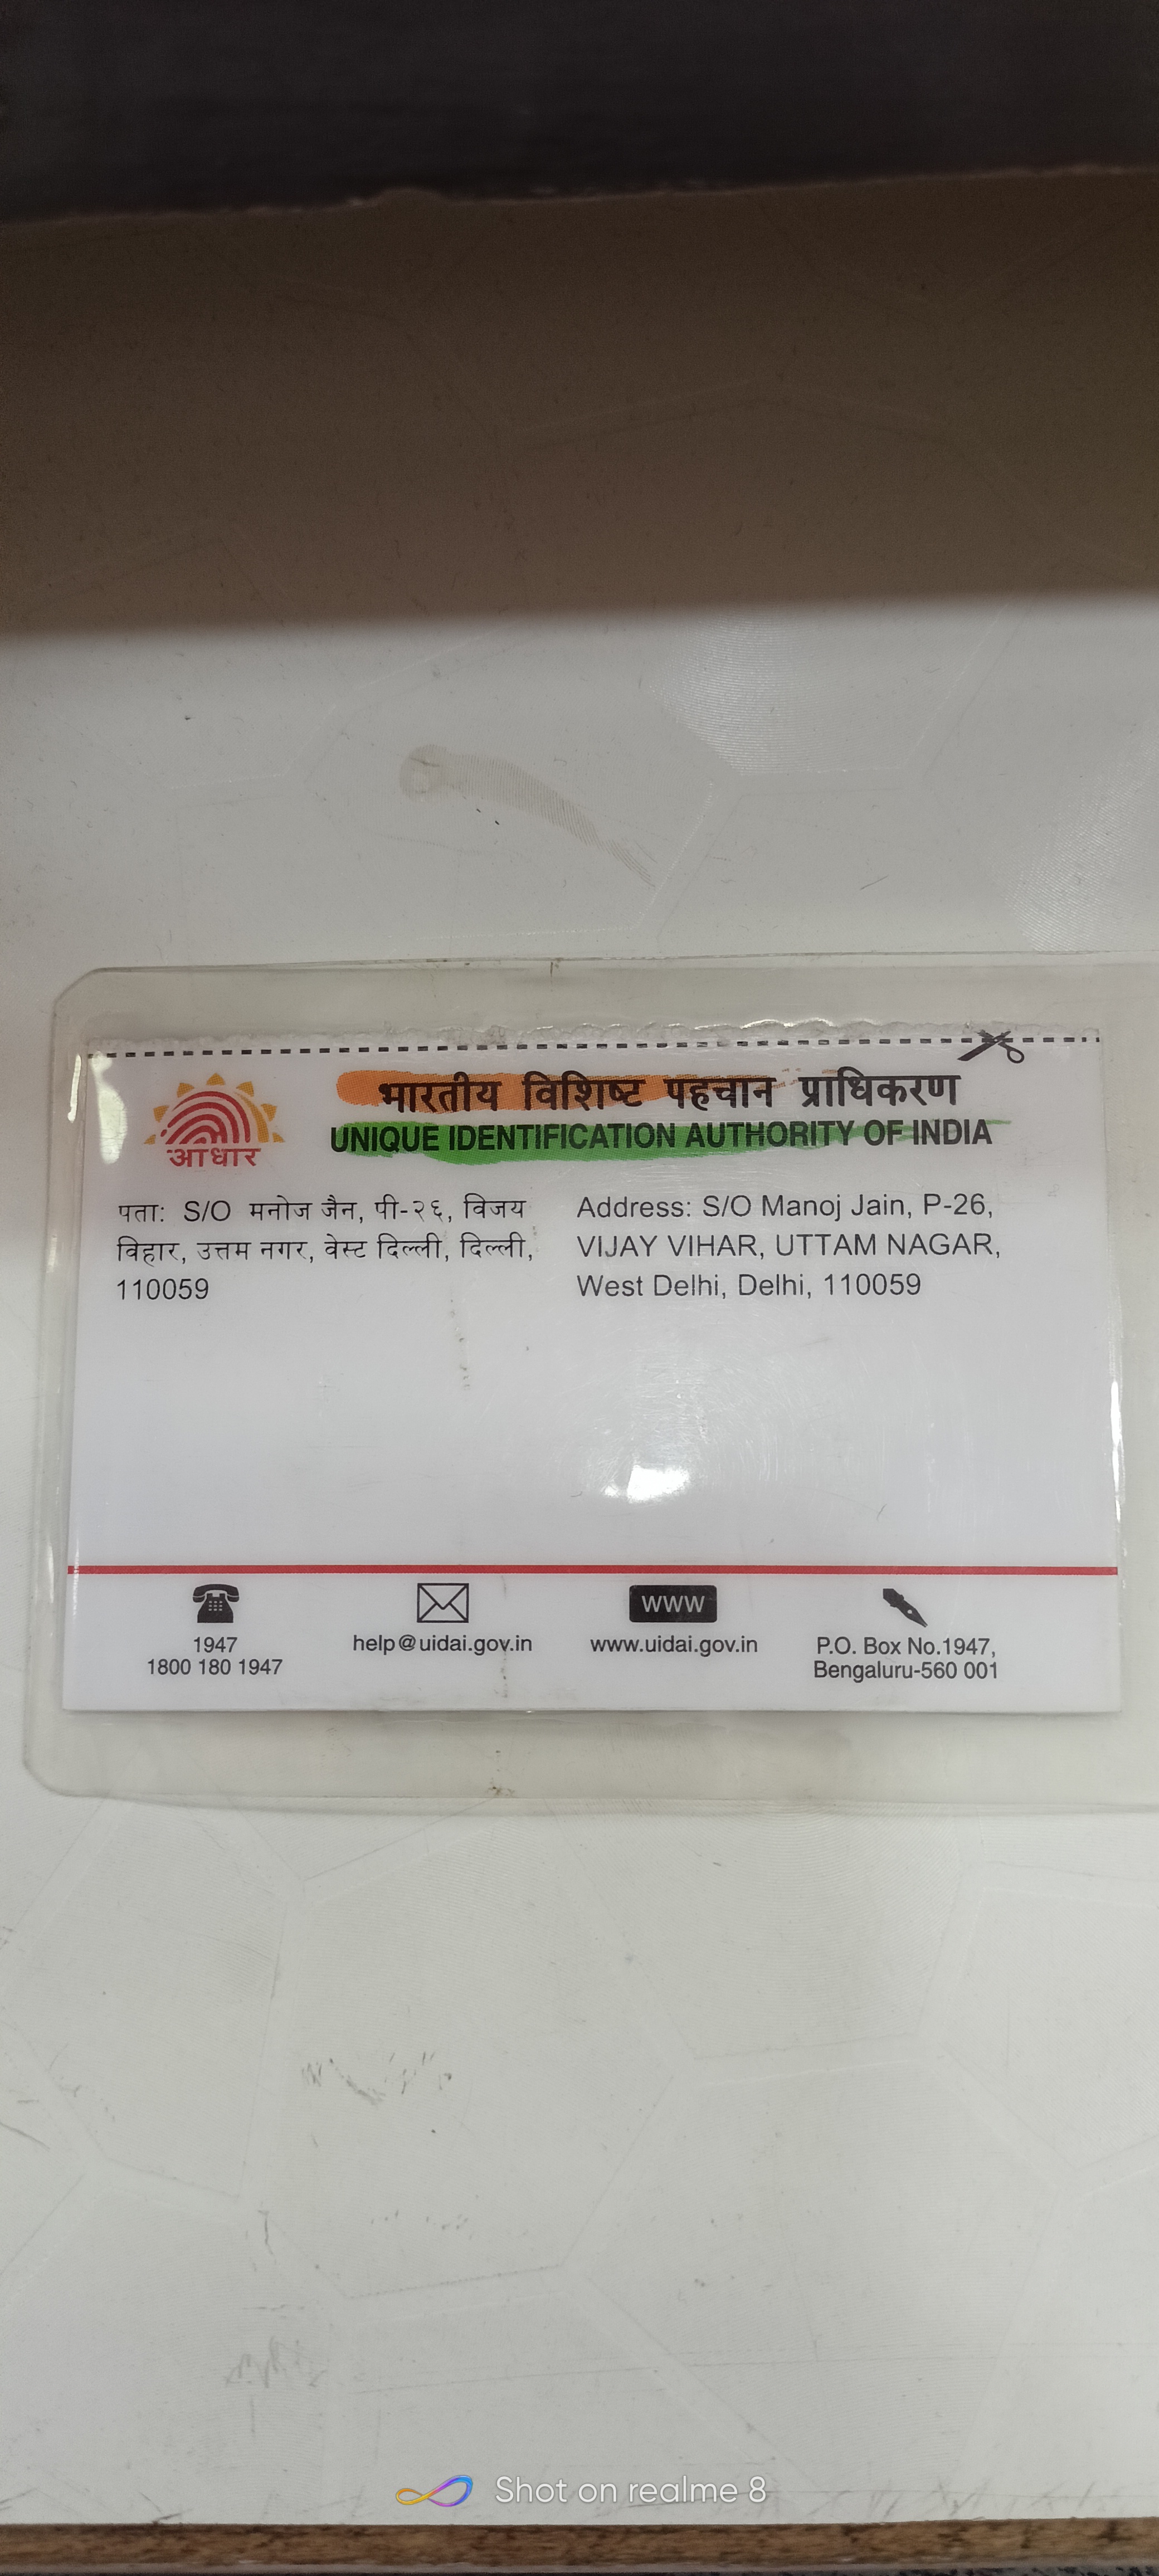 भारतीय विशिष्ट पहचान प्राधिकरण
UNIQUE IDENTIFICATION AUTHORITY OF INDIA
आधार
पता: S/O मनोज जैन, पी-२६, विजय
विहार, उत्तम नगर, वेस्ट दिल्ली, दिल्ली,
110059
Address: S/O Manoj Jain, P-26,
VIJAY VIHAR, UTTAM NAGAR,
West Delhi, Delhi, 110059
1947
1800 180 1947
help@uidai.gov.in
WWW
www.uidai.gov.in
P.O. Box No.1947,
Bengaluru-560 001
Shot on realme 8